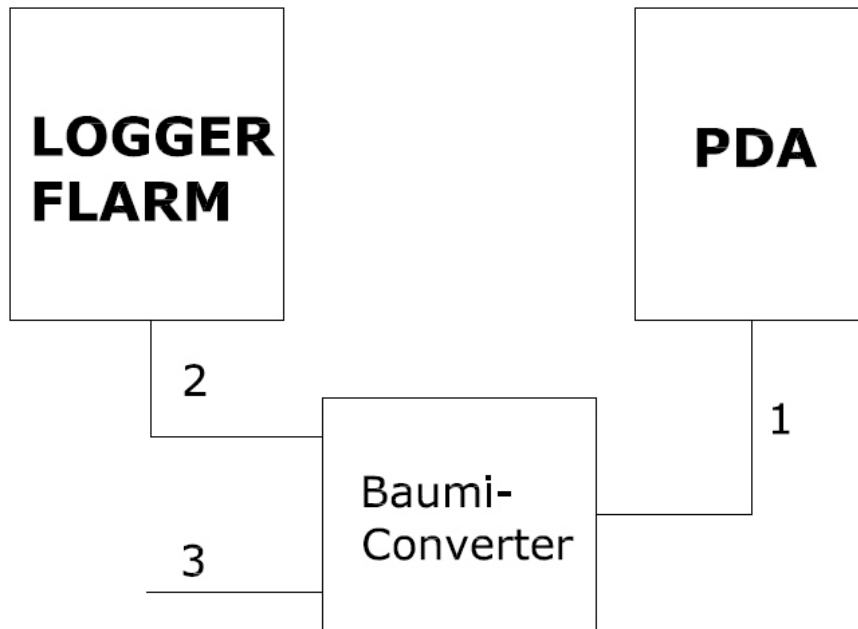 LOGGER
FLARM
PDA
2
1
Baumi-
Converter
3